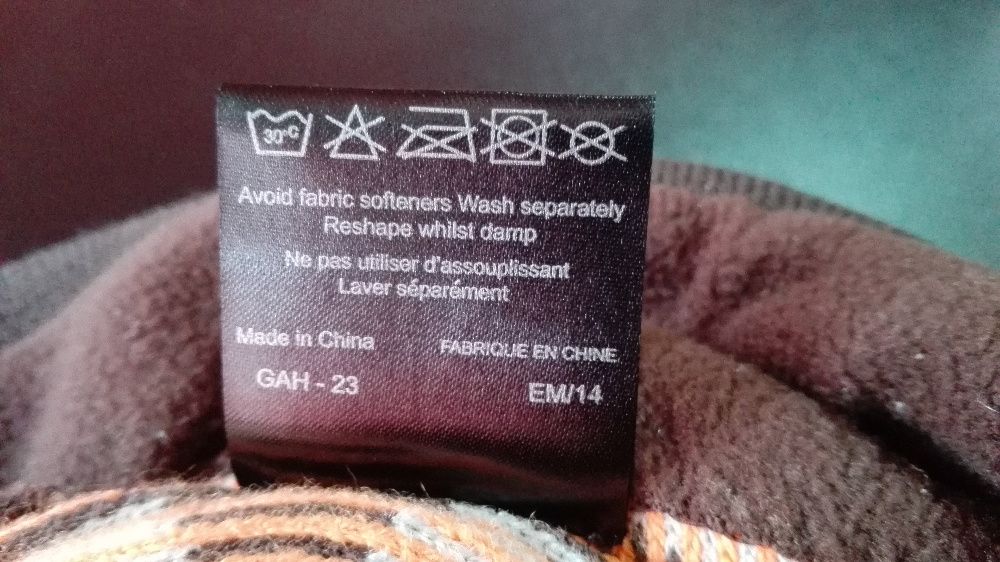 30°C
Avoid fabric softeners Wash separately
Reshape whilst damp
Ne pas utiliser d'assouplissant
Laver séparément
Made in China FABRIQUE EN CHINE
GAH - 23 EM/14